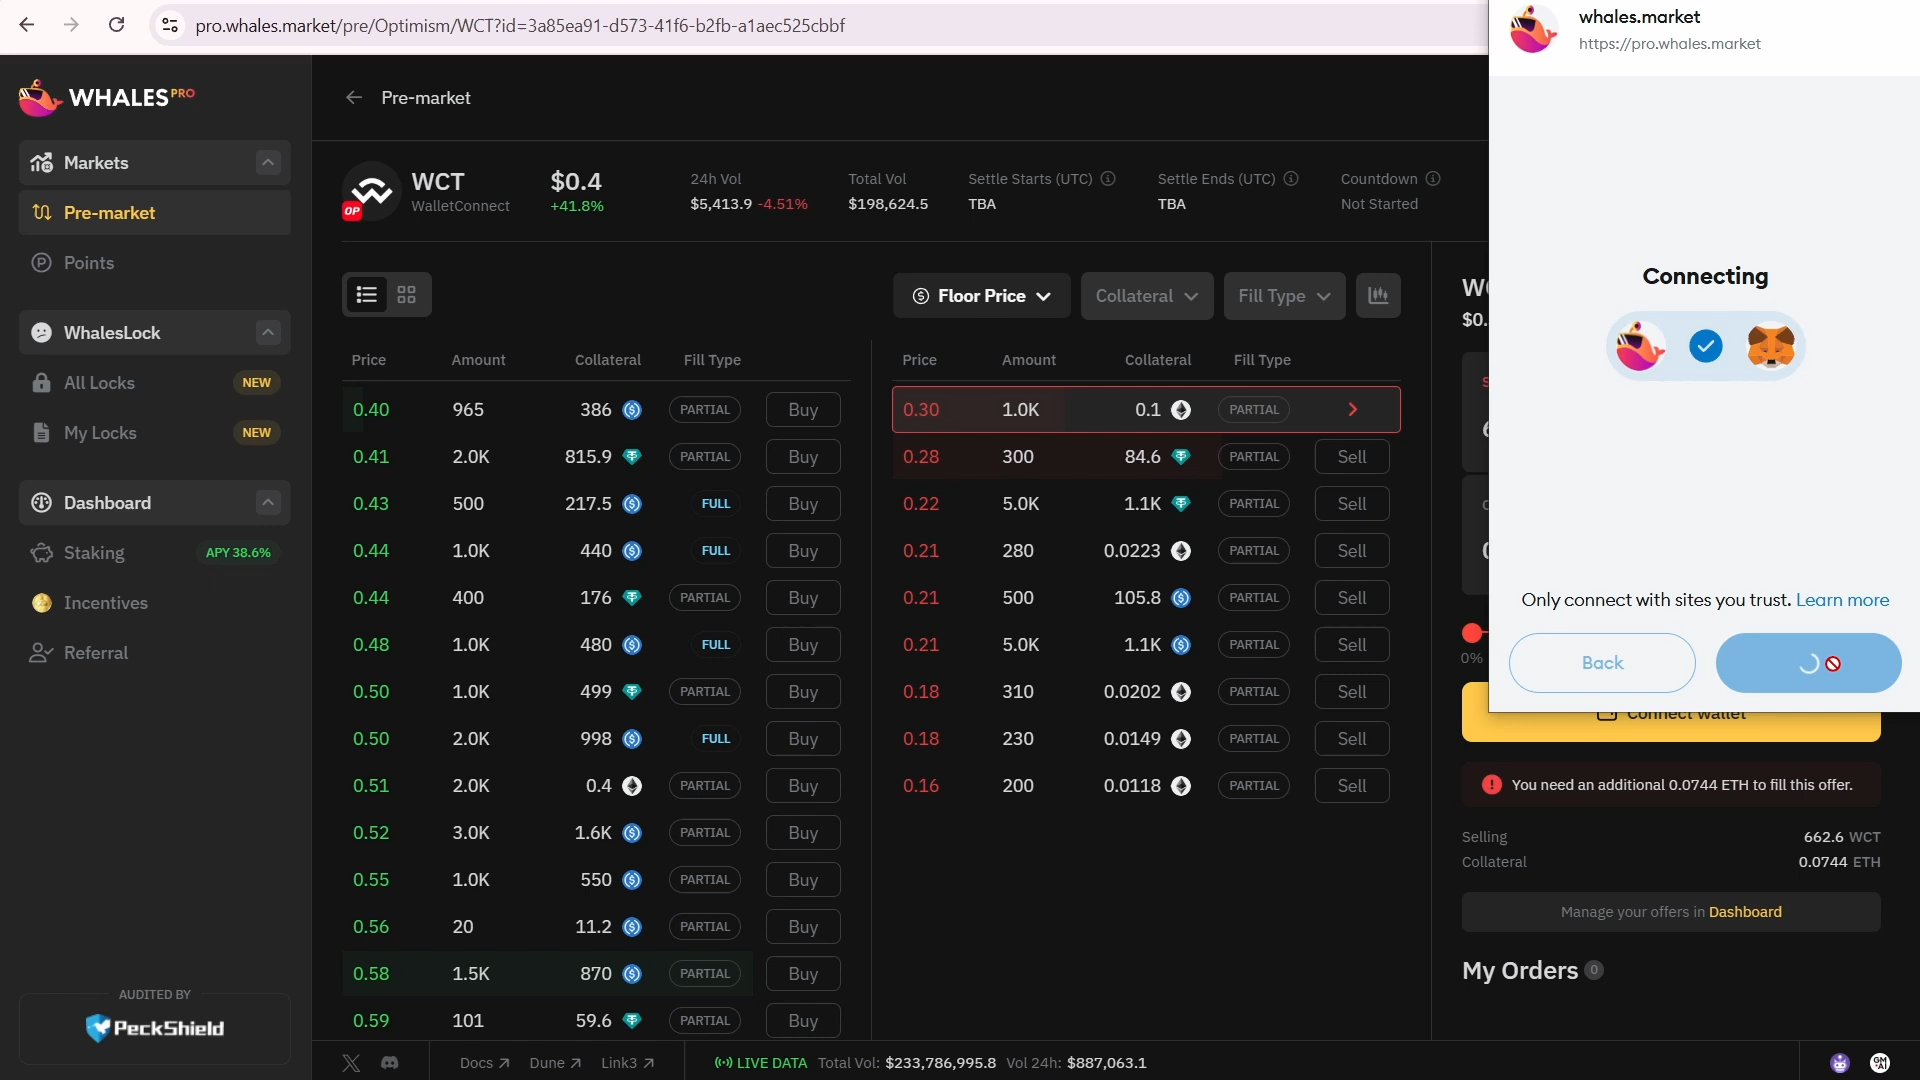 pro.whales.market/pre/Optimism/WCT?id=3a85ea91-d573-41f6-b2fb-a1aec525cbbf
WHALES PRO
Markets
Pre-market
Points
WhalesLock
All Locks NEW
My Locks NEW
Dashboard
Staking APY 38.6%
Incentives
Referral
AUDITED BY
PeckShield
Pre-market
OP
WCT
WalletConnect
$0.4
+41.8%
24h Vol
$5,413.9 -4.51%
Total Vol
$198,624.5
Settle Starts (UTC)
TBA
Settle Ends (UTC)
TBA
Countdown
Not Started
Floor Price
Collateral
Fill Type
Price Amount Collateral Fill Type
0.40 965 386 PARTIAL Buy
0.41 2.0K 815.9 PARTIAL Buy
0.43 500 217.5 FULL Buy
0.44 1.0K 440 FULL Buy
0.44 400 176 PARTIAL Buy
0.48 1.0K 480 FULL Buy
0.50 1.0K 499 PARTIAL Buy
0.50 2.0K 998 FULL Buy
0.51 2.0K 0.4 PARTIAL Buy
0.52 3.0K 1.6K PARTIAL Buy
0.55 1.0K 550 PARTIAL Buy
0.56 20 11.2 PARTIAL Buy
0.58 1.5K 870 PARTIAL Buy
0.59 101 59.6 PARTIAL Buy
Price Amount Collateral Fill Type
0.30 1.0K 0.1 PARTIAL
0.28 300 84.6 PARTIAL Sell
0.22 5.0K 1.1K PARTIAL Sell
0.21 280 0.0223 PARTIAL Sell
0.21 500 105.8 PARTIAL Sell
0.21 5.0K 1.1K PARTIAL Sell
0.18 310 0.0202 PARTIAL Sell
0.18 230 0.0149 PARTIAL Sell
0.16 200 0.0118 PARTIAL Sell
whales.market
https://pro.whales.market
Connecting
Only connect with sites you trust. Learn more
Back
0%
Connect Wallet
You need an additional 0.0744 ETH to fill this offer.
Selling 662.6 WCT
Collateral 0.0744 ETH
Manage your offers in Dashboard
My Orders 0
Docs Dune Link3
LIVE DATA Total Vol: $233,786,995.8 Vol 24h: $887,063.1